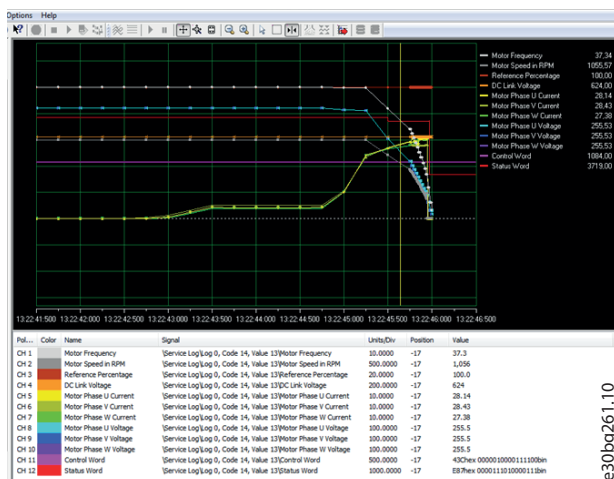 Options Help
Motor Frequency 37,34
Motor Speed in RPM 1055,57
Reference Percentage 100,00
DC Link Voltage 624,00
Motor Phase U Current 28,14
Motor Phase V Current 28,43
Motor Phase W Current 27,38
Motor Phase U Voltage 255,53
Motor Phase V Voltage 255,53
Motor Phase W Voltage 255,53
Control Word 1084,00
Status Word 3719,00
13:22:41:500 13:22:42:000 13:22:42:500 13:22:43:000 13:22:43:500 13:22:44:000 13:22:44:500 13:22:45:000 13:22:45:500 13:22:46:000 13:22:46:500
Pol... Color Name Signal Units/Div Position Value
CH 1 Motor Frequency \Service Log\Log 0, Code 14, Value 13\Motor Frequency 10.0000 -17 37.3
CH 2 Motor Speed in RPM \Service Log\Log 0, Code 14, Value 13\Motor Speed in RPM 500.0000 -17 1,056
CH 3 Reference Percentage \Service Log\Log 0, Code 14, Value 13\Reference Percentage 20.0000 -17 100.0
CH 4 DC Link Voltage \Service Log\Log 0, Code 14, Value 13\DC Link Voltage 200.0000 -17 624
CH 5 Motor Phase U Current \Service Log\Log 0, Code 14, Value 13\Motor Phase U Current 10.0000 -17 28.14
CH 6 Motor Phase V Current \Service Log\Log 0, Code 14, Value 13\Motor Phase V Current 10.0000 -17 28.43
CH 7 Motor Phase W Current \Service Log\Log 0, Code 14, Value 13\Motor Phase W Current 10.0000 -17 27.38
CH 8 Motor Phase U Voltage \Service Log\Log 0, Code 14, Value 13\Motor Phase U Voltage 100.0000 -17 255.5
CH 9 Motor Phase V Voltage \Service Log\Log 0, Code 14, Value 13\Motor Phase V Voltage 100.0000 -17 255.5
CH 10 Motor Phase W Voltage \Service Log\Log 0, Code 14, Value 13\Motor Phase W Voltage 100.0000 -17 255.5
CH 11 Control Word \Service Log\Log 0, Code 14, Value 13\Control Word 500.0000 -17 43Chex 0000010000111100bin
CH 12 Status Word \Service Log\Log 0, Code 14, Value 13\Status Word 1000.0000 -17 E87hex 0000111010000111bin
e30bg261.10